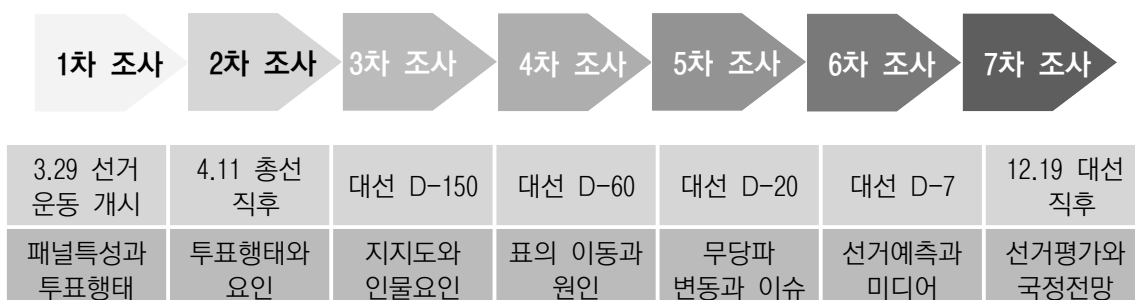 1차 조사 2차 조사 3차 조사 4차 조사 5차 조사 6차 조사 7차 조사
3.29 선거 운동 개시
4.11 총선 직후
대선 D-150
대선 D-60
대선 D-20
대선 D-7
12.19 대선 직후
패널특성과 투표행태
투표행태와 요인
지지도와 인물요인
표의 이동과 원인
무당파 변동과 이슈
선거예측과 미디어
선거평가와 국정전망